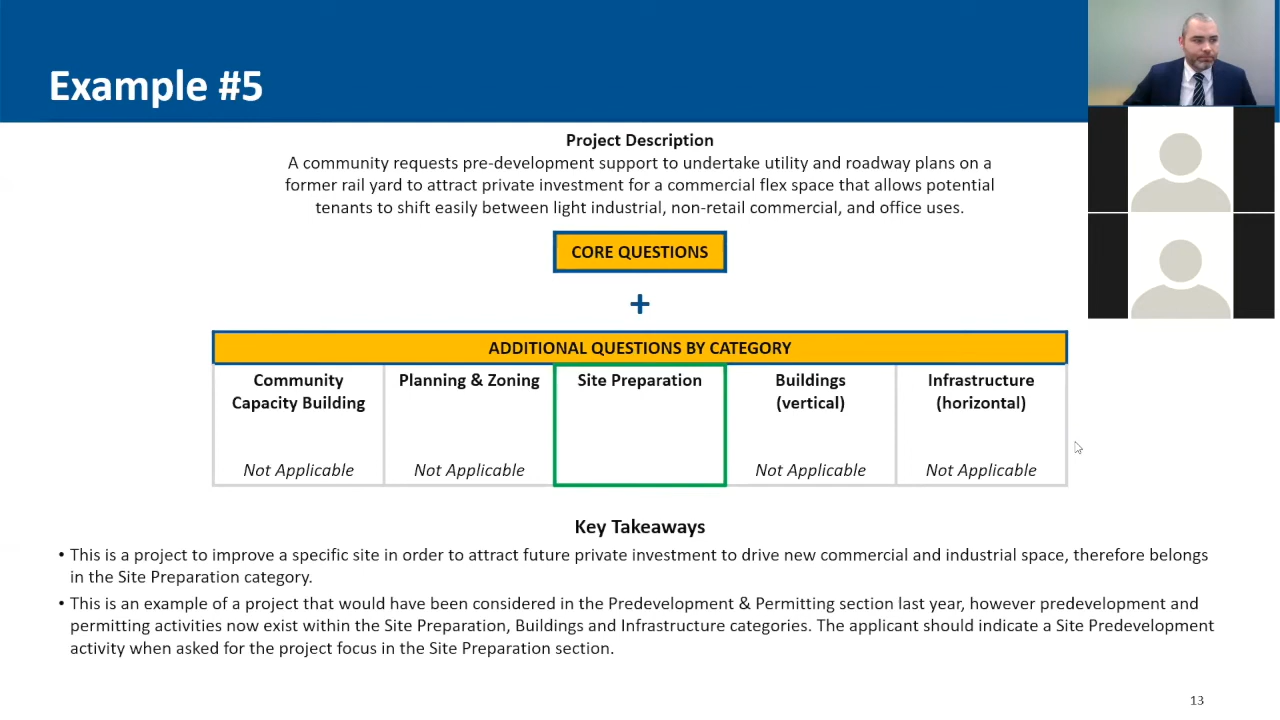 Example #5
Project Description
A community requests pre-development support to undertake utility and roadway plans on a
former rail yard to attract private investment for a commercial flex space that allows potential
tenants to shift easily between light industrial, non-retail commercial, and office uses.
CORE QUESTIONS
+
ADDITIONAL QUESTIONS BY CATEGORY
Community
Capacity Building
Not Applicable
Planning & Zoning
Not Applicable
Site Preparation
Buildings
(vertical)
Not Applicable
Infrastructure
(horizontal)
Not Applicable
Key Takeaways
• This is a project to improve a specific site in order to attract future private investment to drive new commercial and industrial space, therefore belongs
in the Site Preparation category.
• This is an example of a project that would have been considered in the Predevelopment & Permitting section last year, however predevelopment and
permitting activities now exist within the Site Preparation, Buildings and Infrastructure categories. The applicant should indicate a Site Predevelopment
activity when asked for the project focus in the Site Preparation section.
13